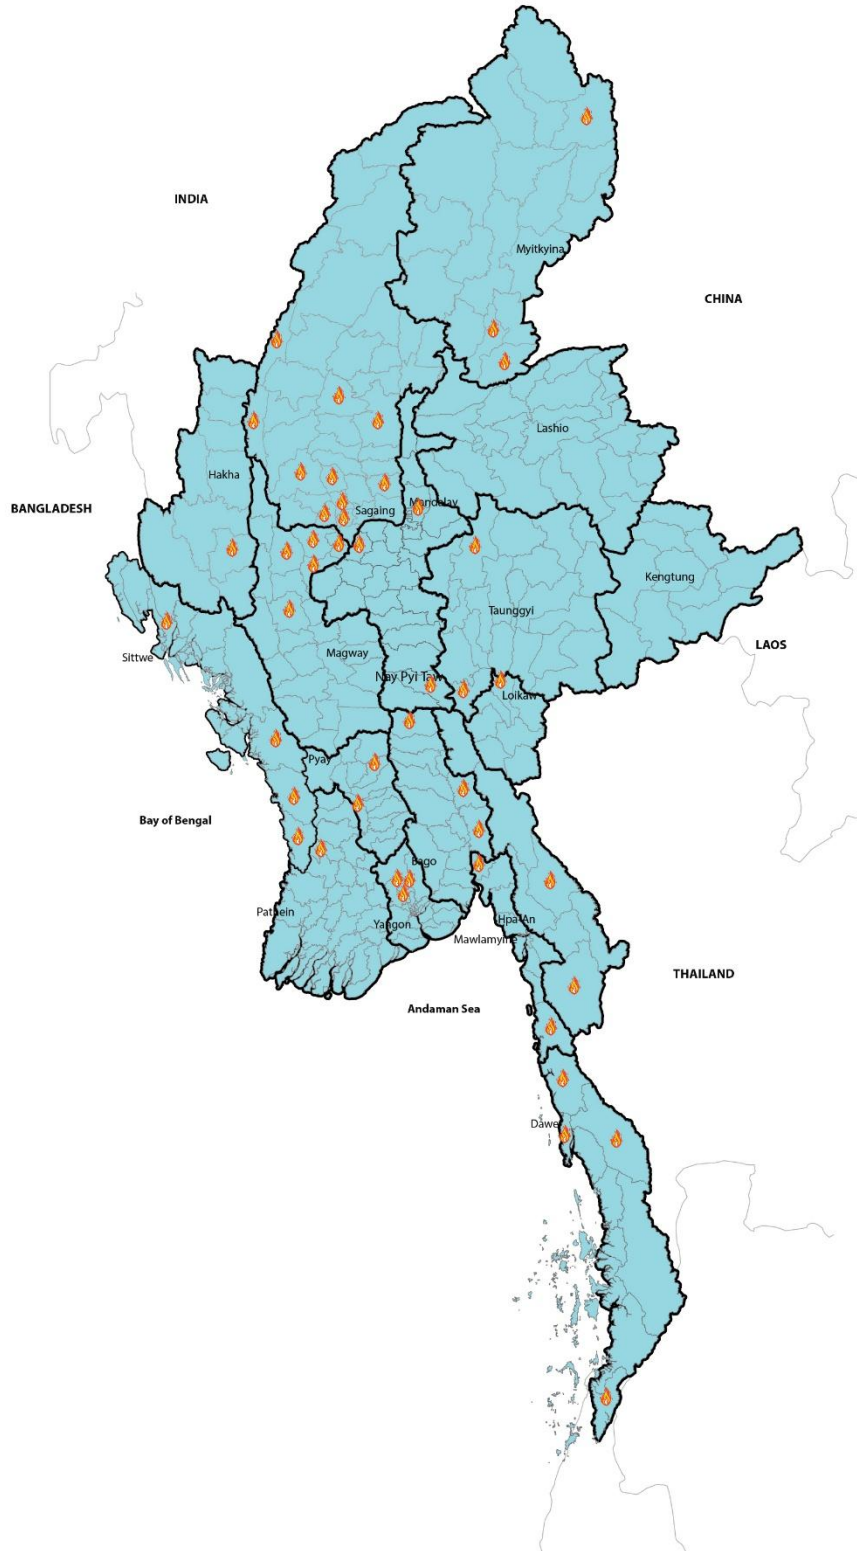 INDIA
Myitkyina
CHINA
Lashio
Hakha
Mandalay
BANGLADESH
Sagaing
Kengtung
Taunggyi
LAOS
Sittwe
Magway
Nay Pyi Taw
Loikaw
Pyay
Bay of Bengal
Bago
Pathein
Hpa-An
Yangon
Mawlamyine
THAILAND
Andaman Sea
Dawei